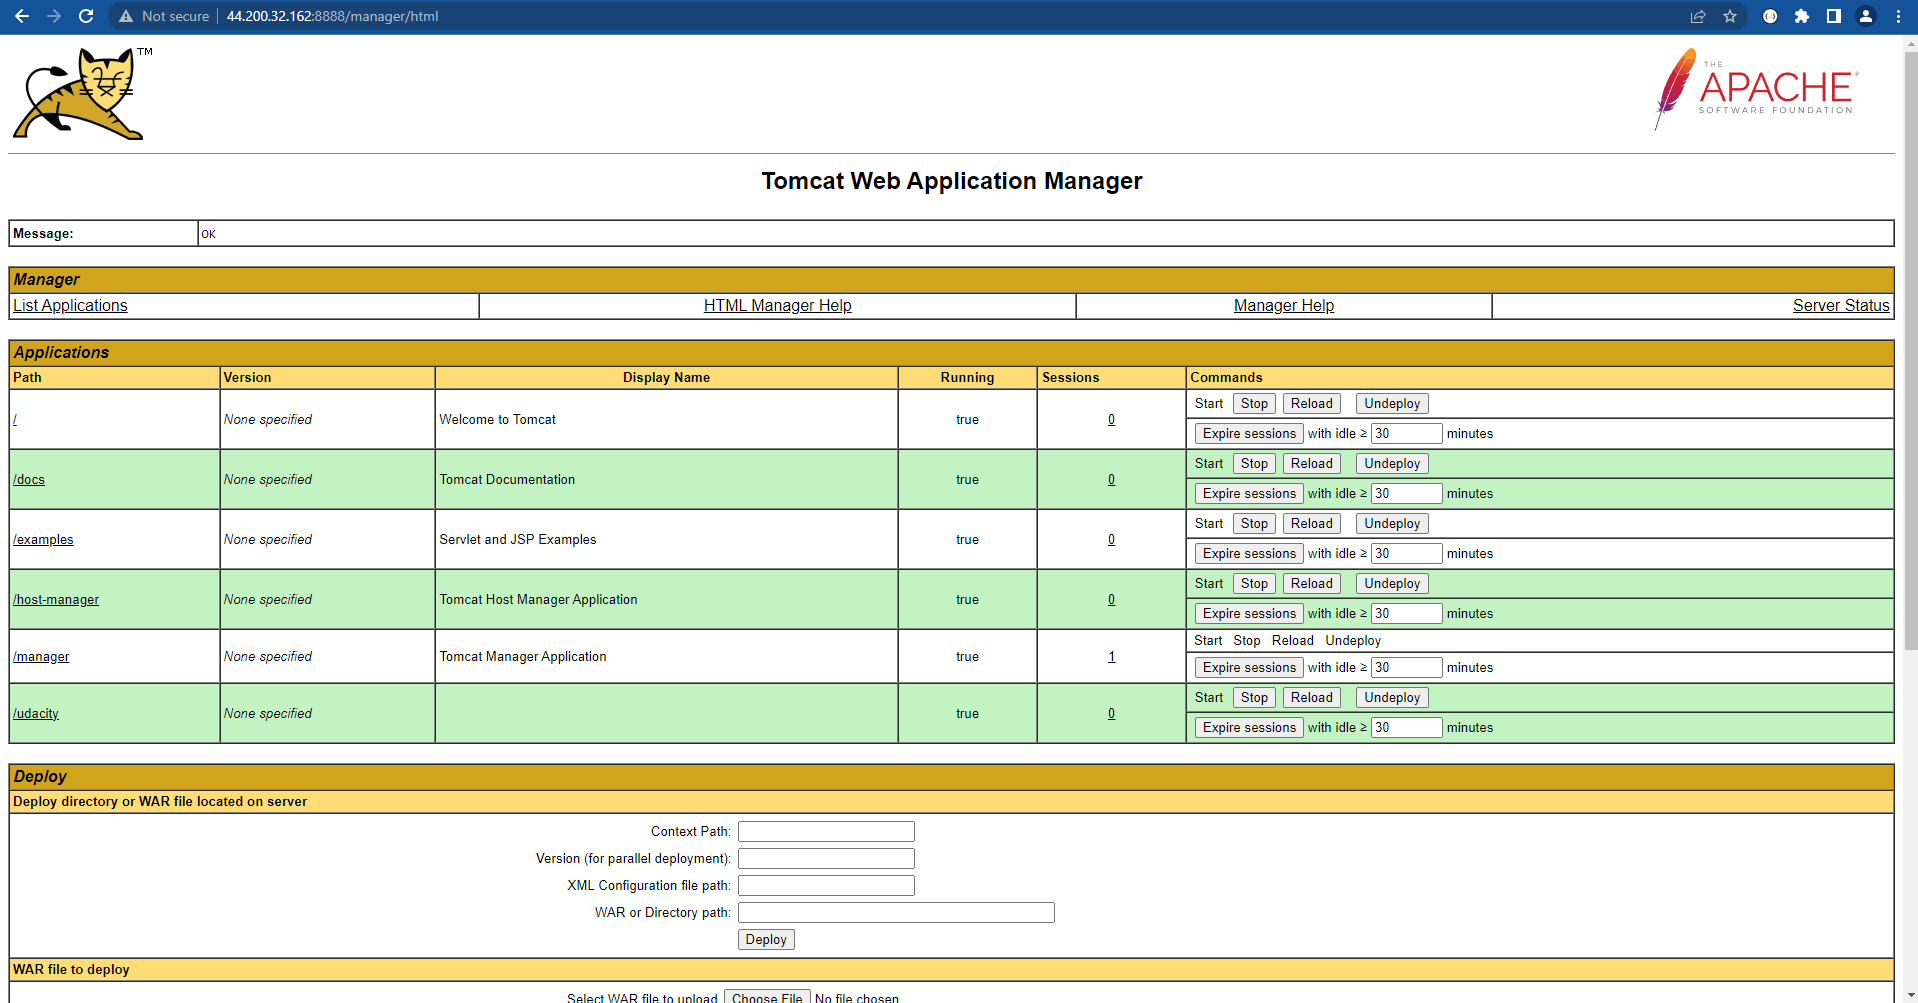 Not secure 44.200.32.162:8888/manager/html
TM
THE
APACHE®
SOFTWARE FOUNDATION
Tomcat Web Application Manager
Message: OK
Manager
List Applications HTML Manager Help Manager Help Server Status
Applications
Path Version Display Name Running Sessions Commands
/ None specified Welcome to Tomcat true 0 Start Stop Reload Undeploy
Expire sessions with idle ≥ 30 minutes
/docs None specified Tomcat Documentation true 0 Start Stop Reload Undeploy
Expire sessions with idle ≥ 30 minutes
/examples None specified Servlet and JSP Examples true 0 Start Stop Reload Undeploy
Expire sessions with idle ≥ 30 minutes
/host-manager None specified Tomcat Host Manager Application true 0 Start Stop Reload Undeploy
Expire sessions with idle ≥ 30 minutes
/manager None specified Tomcat Manager Application true 1 Start Stop Reload Undeploy
Expire sessions with idle ≥ 30 minutes
/udacity None specified true 0 Start Stop Reload Undeploy
Expire sessions with idle ≥ 30 minutes
Deploy
Deploy directory or WAR file located on server
Context Path:
Version (for parallel deployment):
XML Configuration file path:
WAR or Directory path:
Deploy
WAR file to deploy
Select WAR file to upload Choose File No file chosen